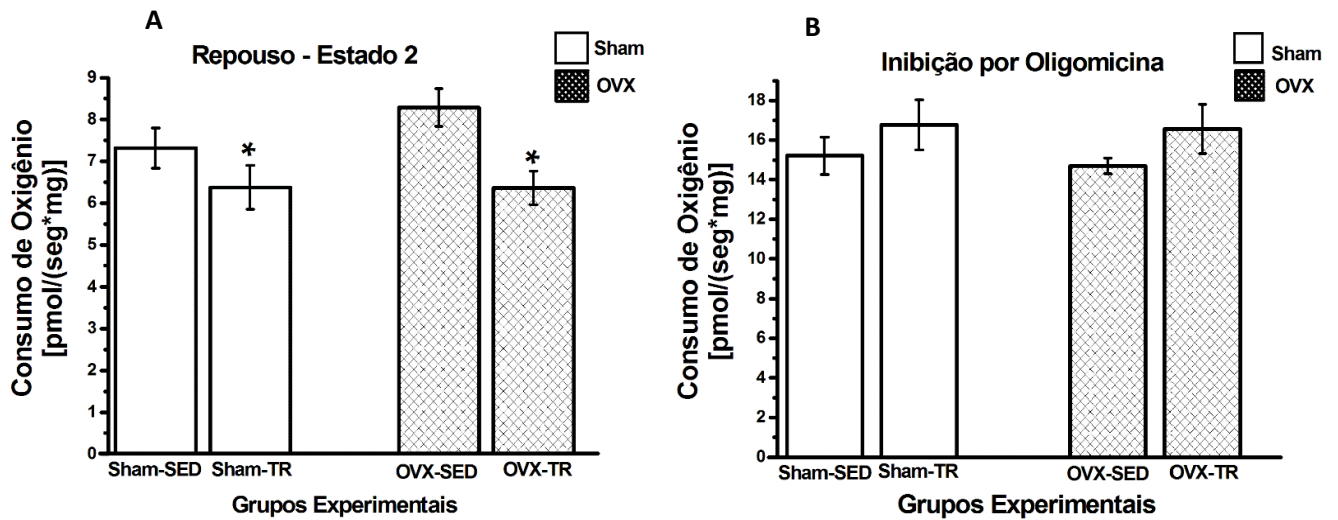 A
Repouso - Estado 2
Sham
OVX
Consumo de Oxigênio
[pmol/(seg*mg)]
9
8
7
6
5
4
3
2
1
0
*
*
Sham-SED
Sham-TR
OVX-SED
OVX-TR
Grupos Experimentais
B
Inibição por Oligomicina
Sham
OVX
Consumo de Oxigênio
[pmol/(seg*mg)]
18
16
14
12
10
8
6
4
2
0
Sham-SED
Sham-TR
OVX-SED
OVX-TR
Grupos Experimentais